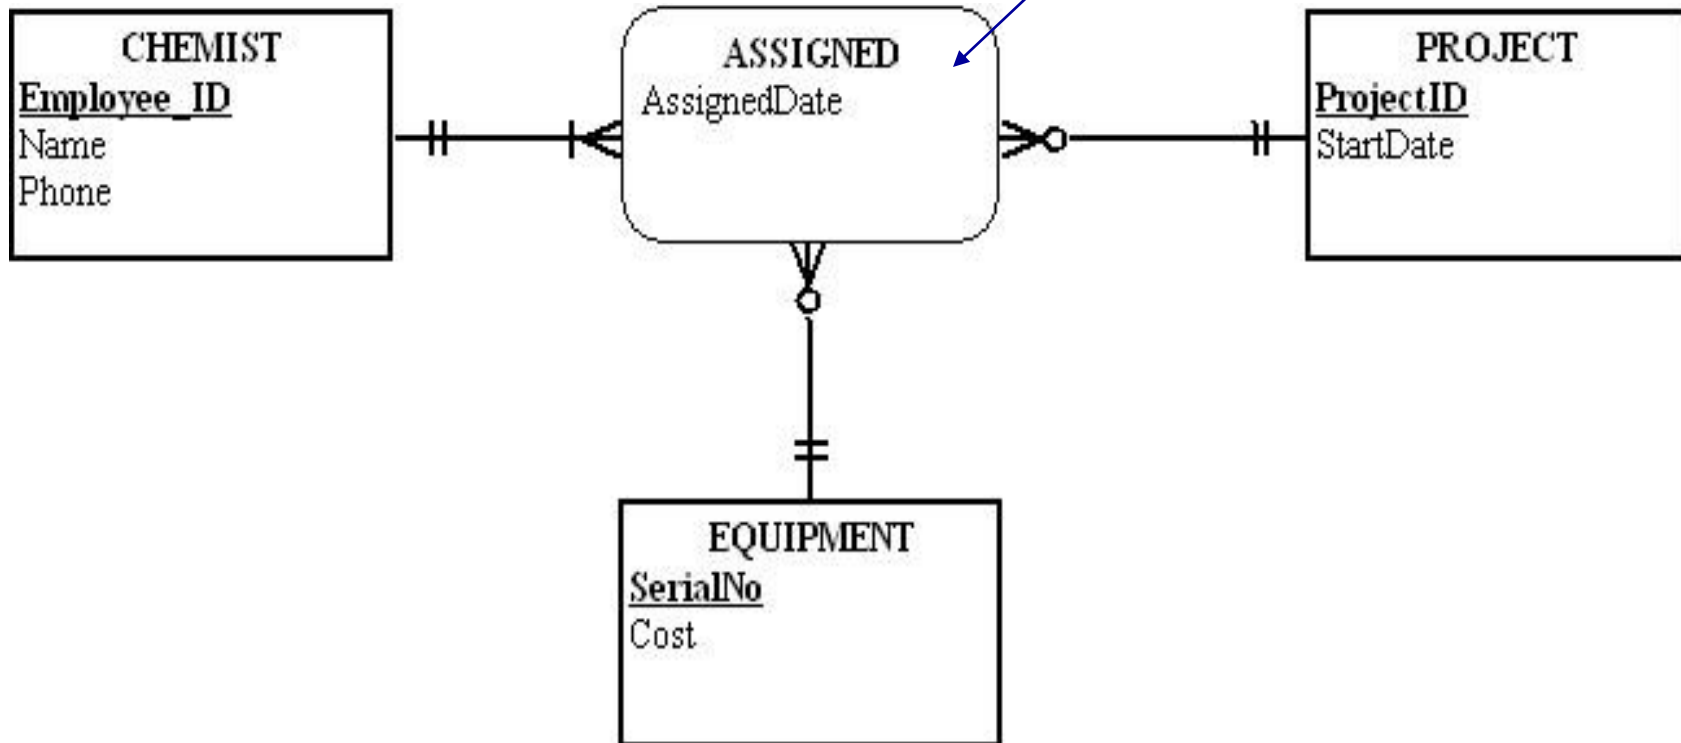 CHEMIST
Employee_ID
Name
Phone
ASSIGNED
AssignedDate
PROJECT
ProjectID
StartDate
EQUIPMENT
SerialNo
Cost